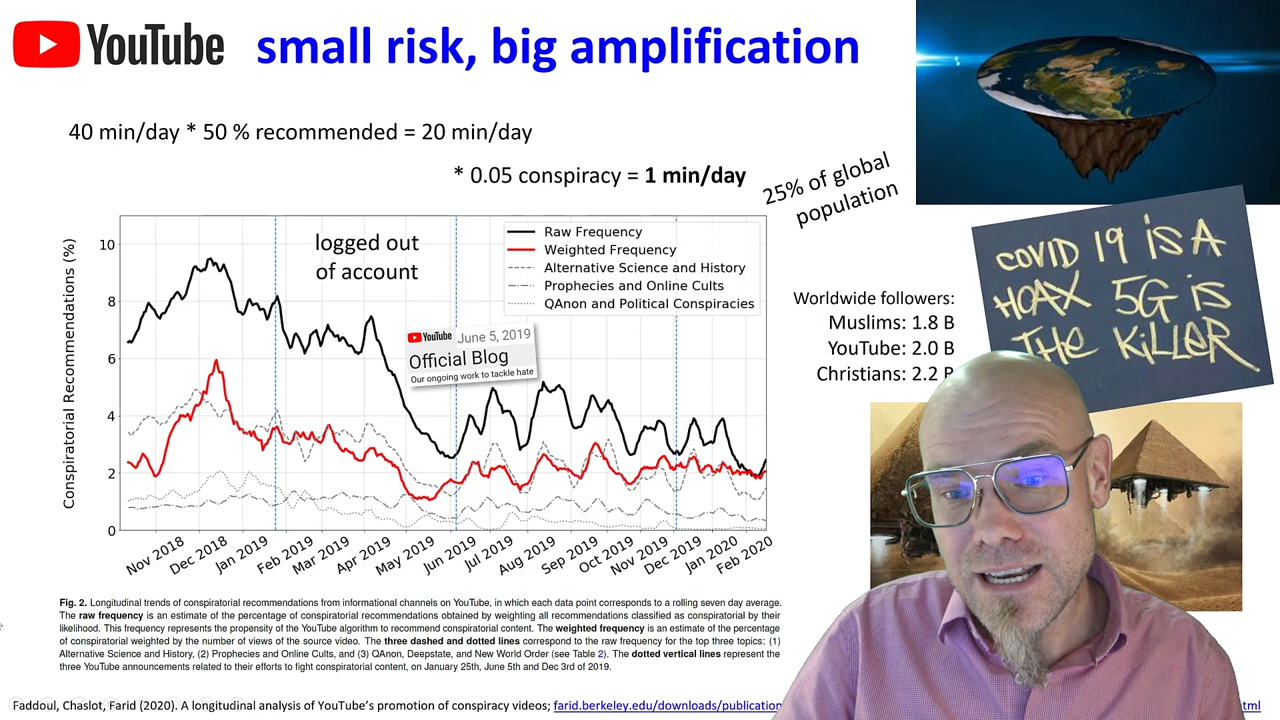 YouTube small risk, big amplification
40 min/day * 50 % recommended = 20 min/day
* 0.05 conspiracy = 1 min/day
25% of global
population
Conspiratorial Recommendations (%)
10
8
6
4
2
0
logged out
of account
Raw Frequency
Weighted Frequency
Alternative Science and History
Prophecies and Online Cults
QAnon and Political Conspiracies
YouTube June 5, 2019
Official Blog
Our ongoing work to tackle hate
Nov 2018
Dec 2018
Jan 2019
Feb 2019
Mar 2019
Apr 2019
May 2019
Jun 2019
Jul 2019
Aug 2019
Sep 2019
Oct 2019
Nov 2019
Dec 2019
Jan 2020
Feb 2020
COVID 19 IS A
HOAX 5G IS
THE KILLER
Worldwide followers:
Muslims: 1.8 B
YouTube: 2.0 B
Christians: 2.2 B
Fig. 2. Longitudinal trends of conspiratorial recommendations from informational channels on YouTube, in which each data point corresponds to a rolling seven day average.
The raw frequency is an estimate of the percentage of conspiratorial recommendations obtained by weighting all recommendations classified as conspiratorial by their
likelihood. This frequency represents the propensity of the YouTube algorithm to recommend conspiratorial content. The weighted frequency is an estimate of the percentage
of conspiratorial weighted by the number of views of the source video. The three dashed and dotted lines correspond to the raw frequency for the top three topics: (1)
Alternative Science and History, (2) Prophecies and Online Cults, and (3) QAnon, Deepstate, and New World Order (see Table 2). The dotted vertical lines represent the
three YouTube announcements related to their efforts to fight conspiratorial content, on January 25th, June 5th and Dec 3rd of 2019.
Faddoul, Chaslot, Farid (2020). A longitudinal analysis of YouTube's promotion of conspiracy videos; farid.berkeley.edu/downloads/publication html